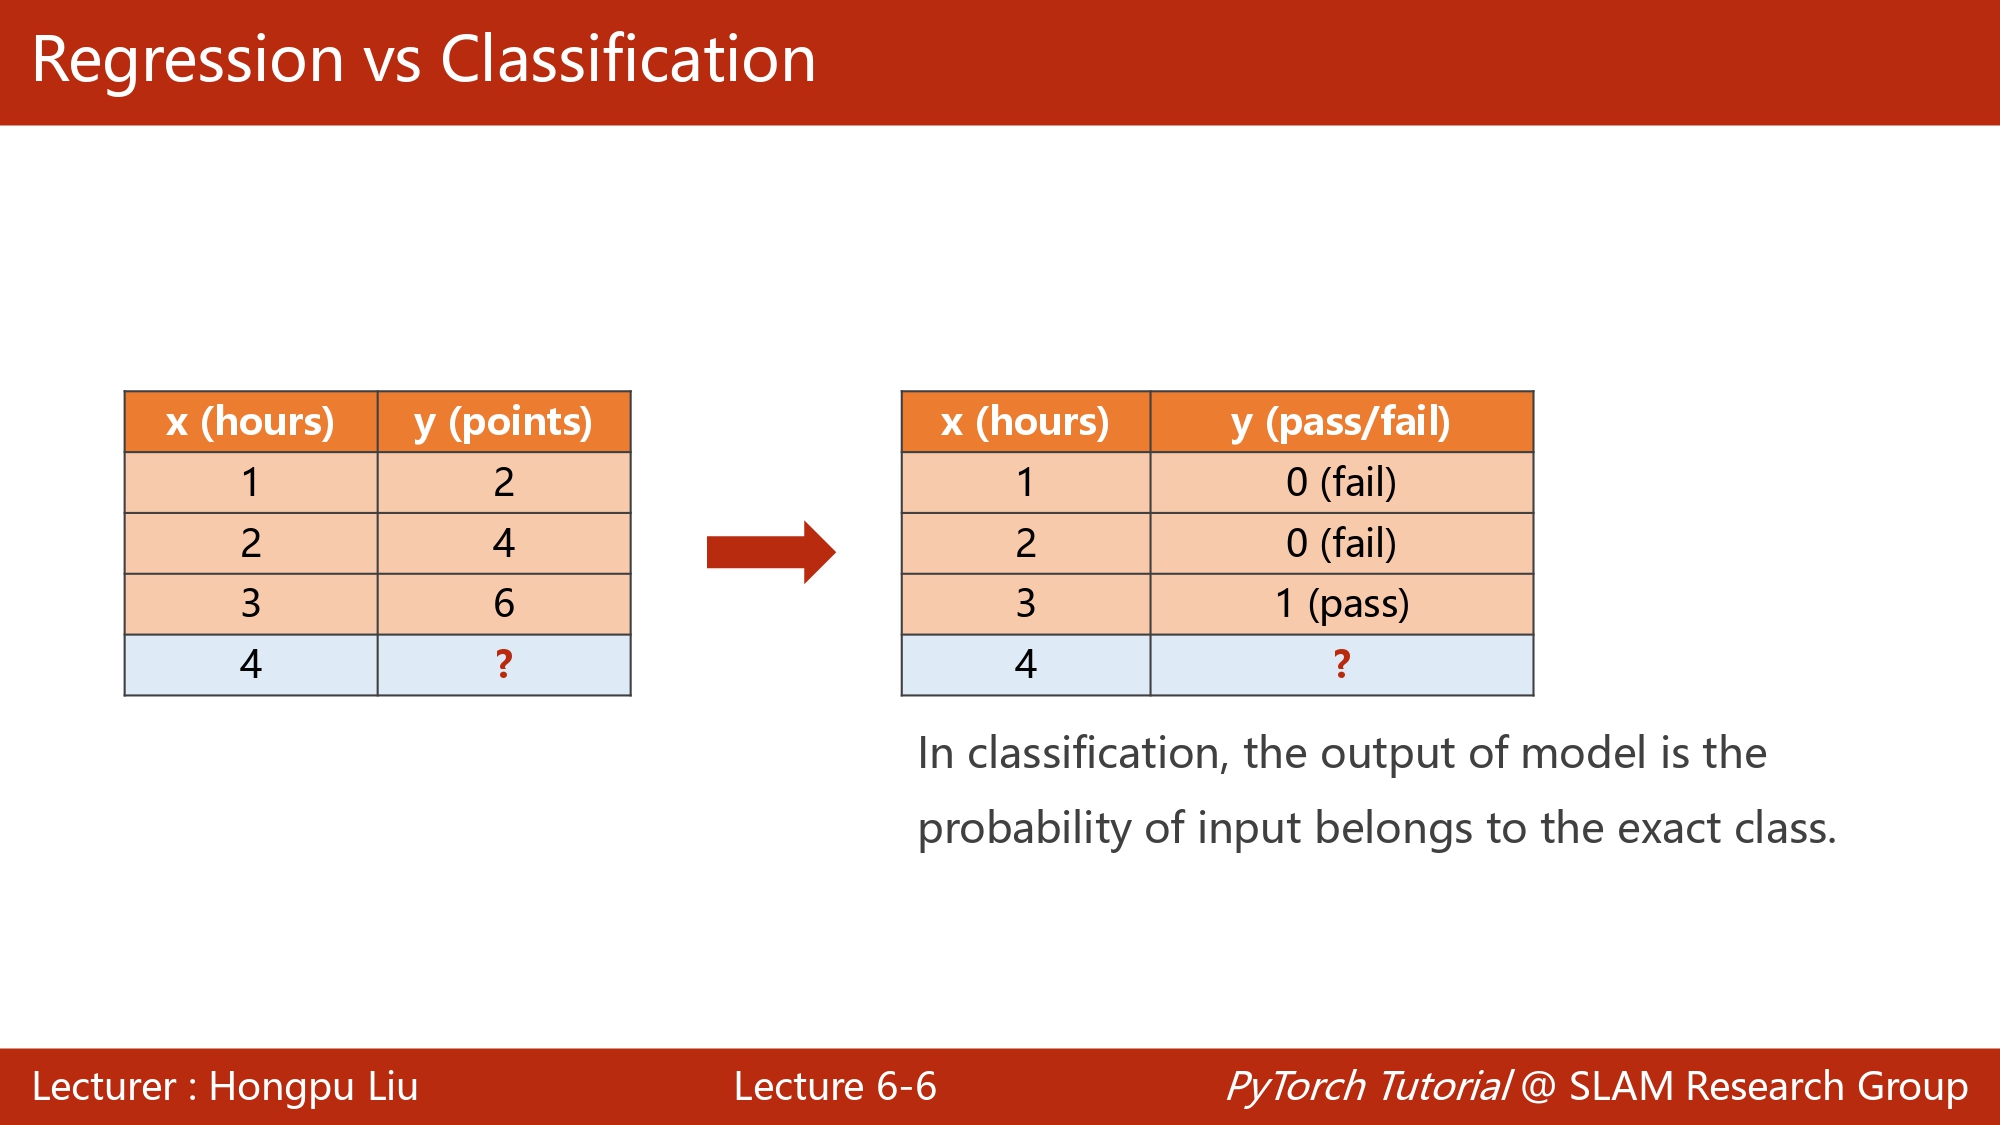 Regression vs Classification
x (hours) y (points)
1 2
2 4
3 6
4 ?
x (hours) y (pass/fail)
1 0 (fail)
2 0 (fail)
3 1 (pass)
4 ?
In classification, the output of model is the
probability of input belongs to the exact class.
Lecturer : Hongpu Liu Lecture 6-6 PyTorch Tutorial @ SLAM Research Group